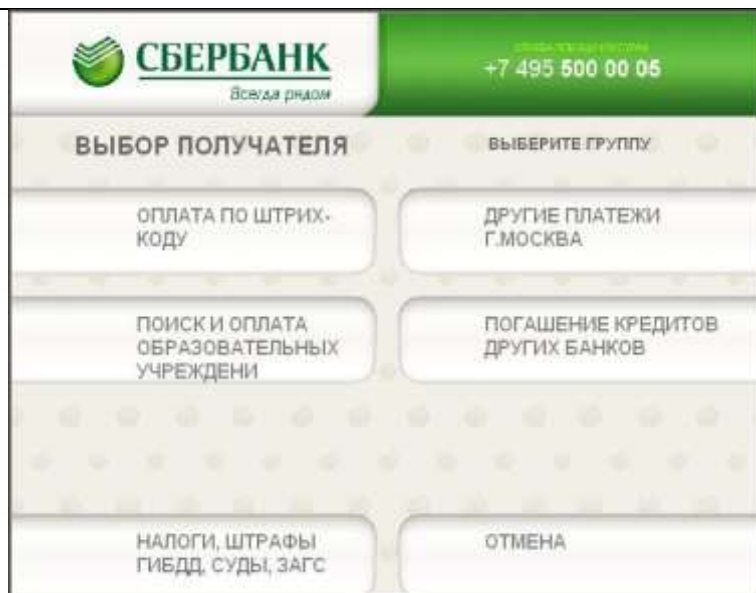 СБЕРБАНК
Всегда рядом
+7 495 500 00 05
ВЫБОР ПОЛУЧАТЕЛЯ
ВЫБЕРИТЕ ГРУППУ
ОПЛАТА ПО ШТРИХ-
КОДУ
ДРУГИЕ ПЛАТЕЖИ
Г.МОСКВА
ПОИСК И ОПЛАТА
ОБРАЗОВАТЕЛЬНЫХ
УЧРЕЖДЕНИ
ПОГАШЕНИЕ КРЕДИТОВ
ДРУГИХ БАНКОВ
НАЛОГИ, ШТРАФЫ
ГИБДД, СУДЫ, ЗАГС
ОТМЕНА